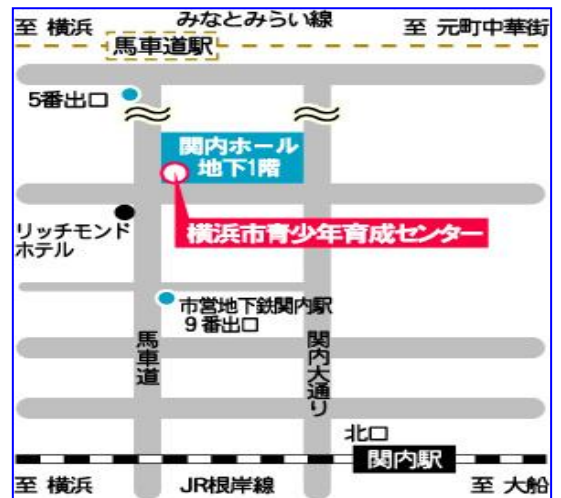 みなとみらい線
至 横浜
至 元町中華街
馬車道駅
5番出口
関内ホール
地下1階
横浜市青少年育成センター
リッチモンド
ホテル
市営地下鉄関内駅
9番出口
馬車道
関内大通り
北口
関内駅
至 横浜
JR根岸線
至 大船